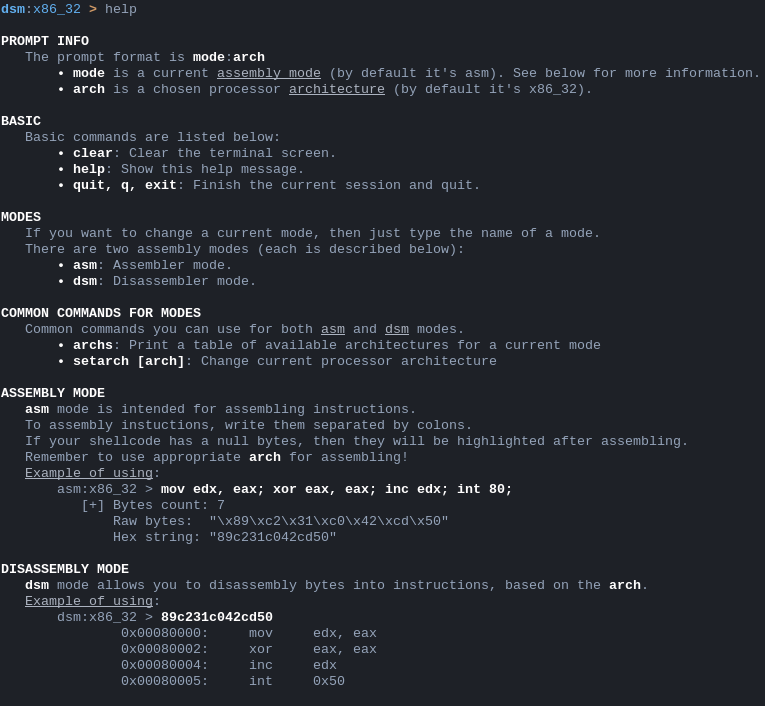 dsm:x86_32 > help
PROMPT INFO
The prompt format is mode:arch
• mode is a current assembly mode (by default it's asm). See below for more information.
• arch is a chosen processor architecture (by default it's x86_32).
BASIC
Basic commands are listed below:
• clear: Clear the terminal screen.
• help: Show this help message.
• quit, q, exit: Finish the current session and quit.
MODES
If you want to change a current mode, then just type the name of a mode.
There are two assembly modes (each is described below):
• asm: Assembler mode.
• dsm: Disassembler mode.
COMMON COMMANDS FOR MODES
Common commands you can use for both asm and dsm modes.
• archs: Print a table of available architectures for a current mode
• setarch [arch]: Change current processor architecture
ASSEMBLY MODE
asm mode is intended for assembling instructions.
To assembly instuctions, write them separated by colons.
If your shellcode has a null bytes, then they will be highlighted after assembling.
Remember to use appropriate arch for assembling!
Example of using:
asm:x86_32 > mov edx, eax; xor eax, eax; inc edx; int 80;
[+] Bytes count: 7
Raw bytes:  "\x89\xc2\x31\xc0\x42\xcd\x50"
Hex string: "89c231c042cd50"
DISASSEMBLY MODE
dsm mode allows you to disassembly bytes into instructions, based on the arch.
Example of using:
dsm:x86_32 > 89c231c042cd50
0x00080000:     mov     edx, eax
0x00080002:     xor     eax, eax
0x00080004:     inc     edx
0x00080005:     int     0x50